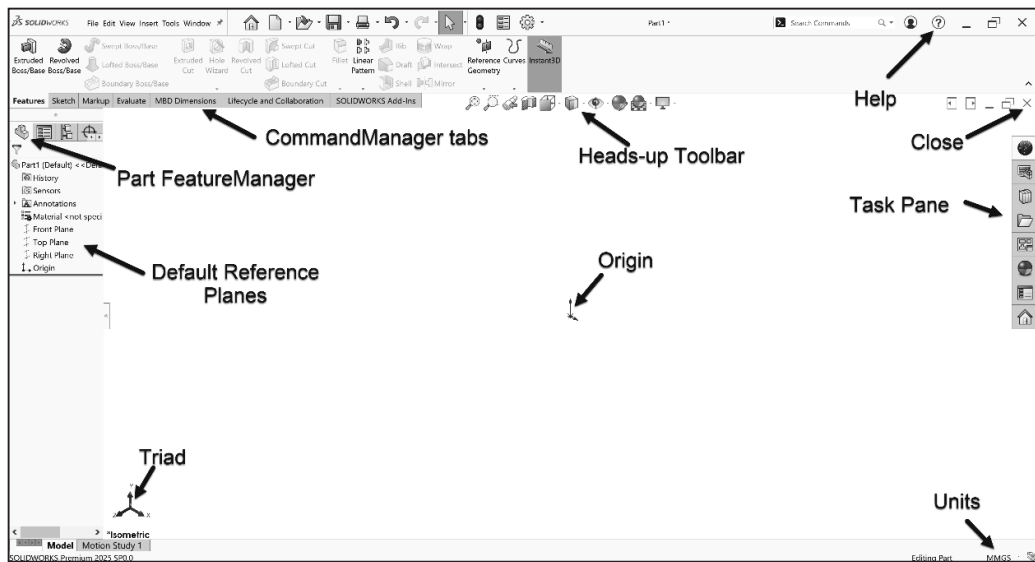 SOLIDWORKS File Edit View Insert Tools Window Part1 * Search Commands
Extruded Boss/Base
Revolved Boss/Base
Swept Boss/Base
Lofted Boss/Base
Boundary Boss/Base
Extruded Cut
Hole Wizard
Revolved Cut
Swept Cut
Lofted Cut
Boundary Cut
Fillet
Linear Pattern
Rib
Draft
Shell
Wrap
Intersect
Mirror
Reference Geometry
Curves
Instant3D
Features Sketch Markup Evaluate MBD Dimensions Lifecycle and Collaboration SOLIDWORKS Add-Ins
Help
CommandManager tabs
Heads-up Toolbar
Close
Part1 (Default) <<Def
Part FeatureManager
History
Sensors
Annotations
Material <not speci
Front Plane
Top Plane
Right Plane
Origin
Task Pane
Default Reference
Planes
Origin
Triad
Y
Z X
*Isometric
Units
Model Motion Study 1
SOLIDWORKS Premium 2025 SP0.0 Editing Part MMGS